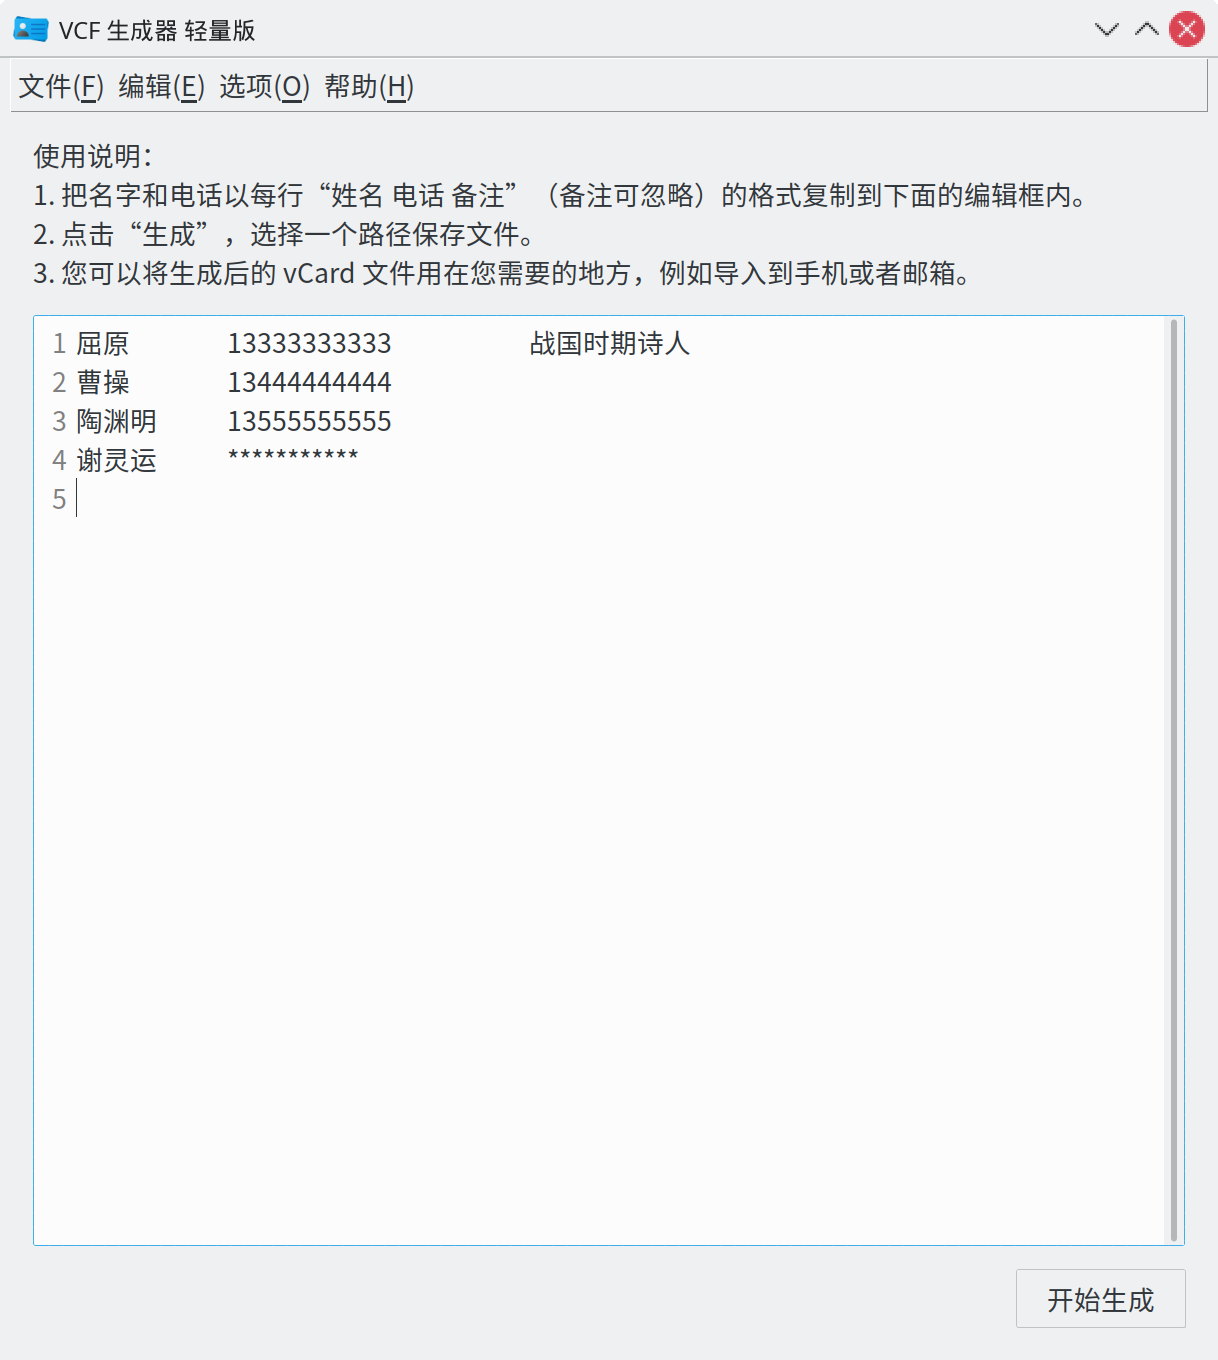 VCF 生成器 轻量版
文件(F) 编辑(E) 选项(O) 帮助(H)
使用说明：
1. 把名字和电话以每行“姓名 电话 备注”（备注可忽略）的格式复制到下面的编辑框内。
2. 点击“生成”，选择一个路径保存文件。
3. 您可以将生成后的 vCard 文件用在您需要的地方，例如导入到手机或者邮箱。
1 屈原 13333333333 战国时期诗人
2 曹操 13444444444
3 陶渊明 13555555555
4 谢灵运 ***********
5
开始生成